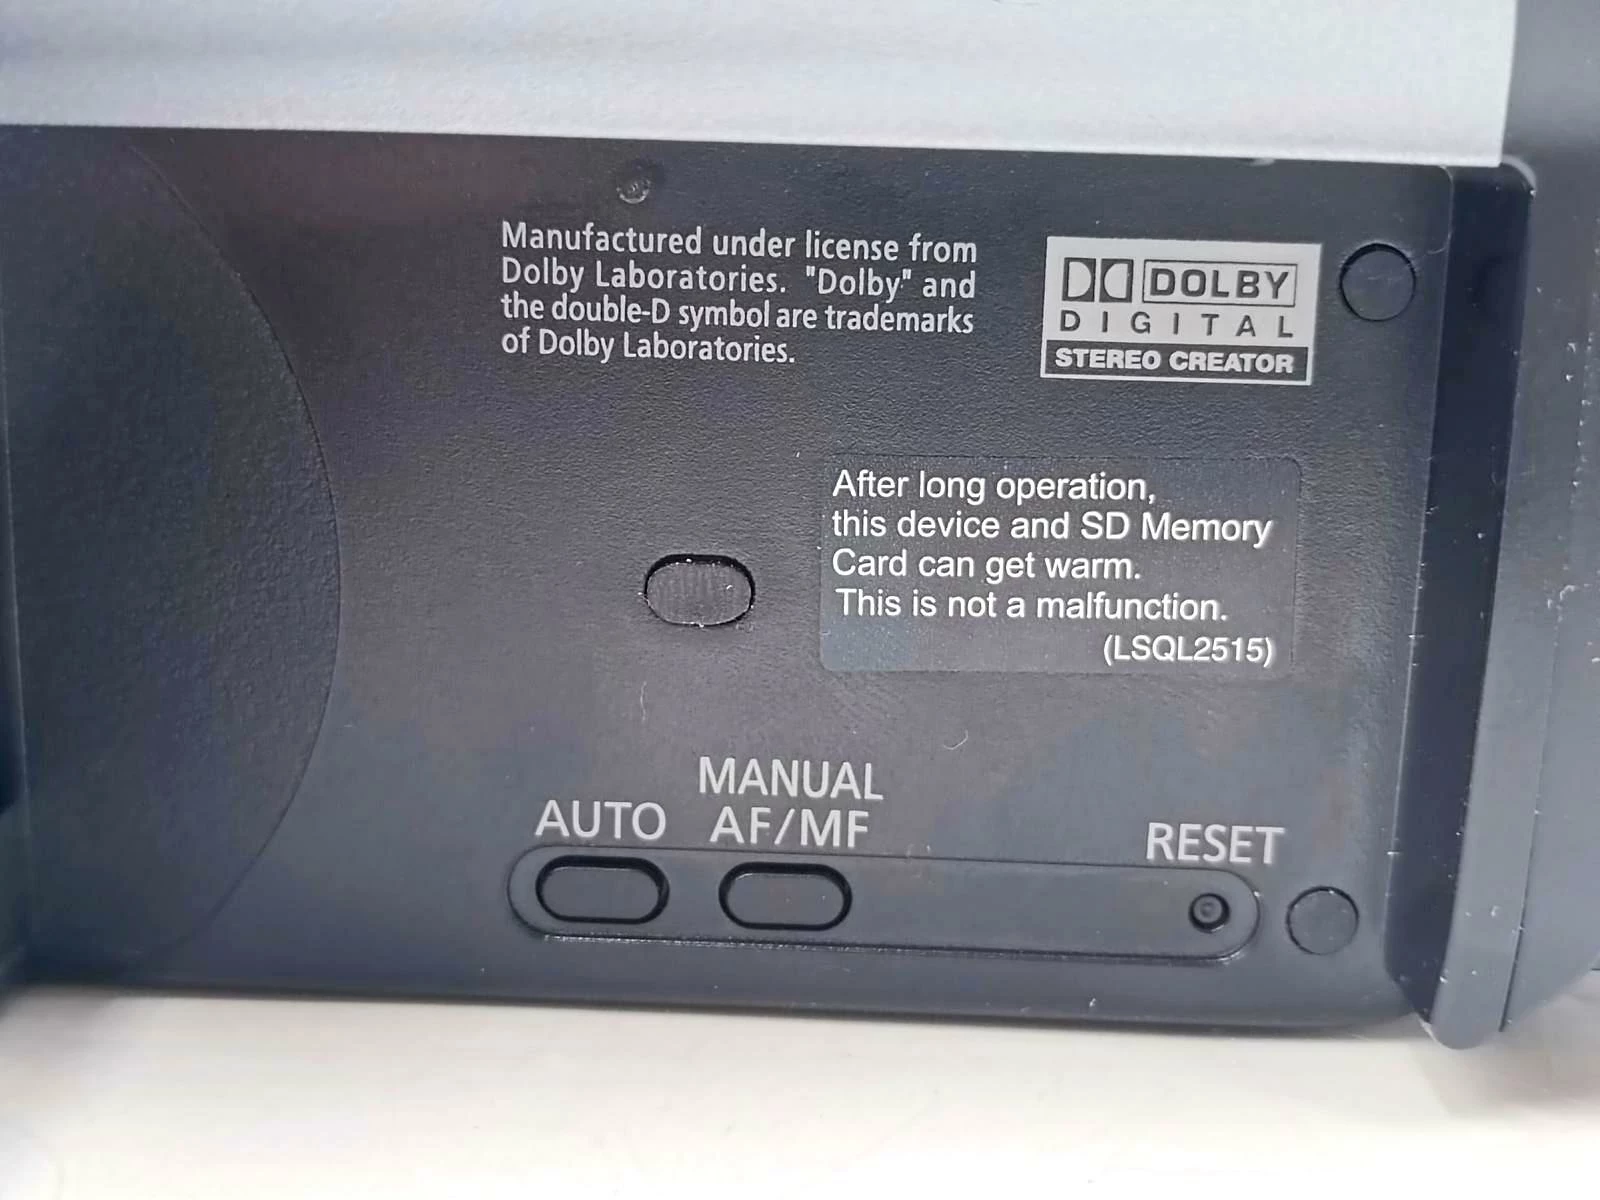 Manufactured under license from
Dolby Laboratories. "Dolby" and
the double-D symbol are trademarks
of Dolby Laboratories.
DOLBY
DIGITAL
STEREO CREATOR
After long operation,
this device and SD Memory
Card can get warm.
This is not a malfunction.
(LSQL2515)
AUTO
MANUAL
AF/MF
RESET